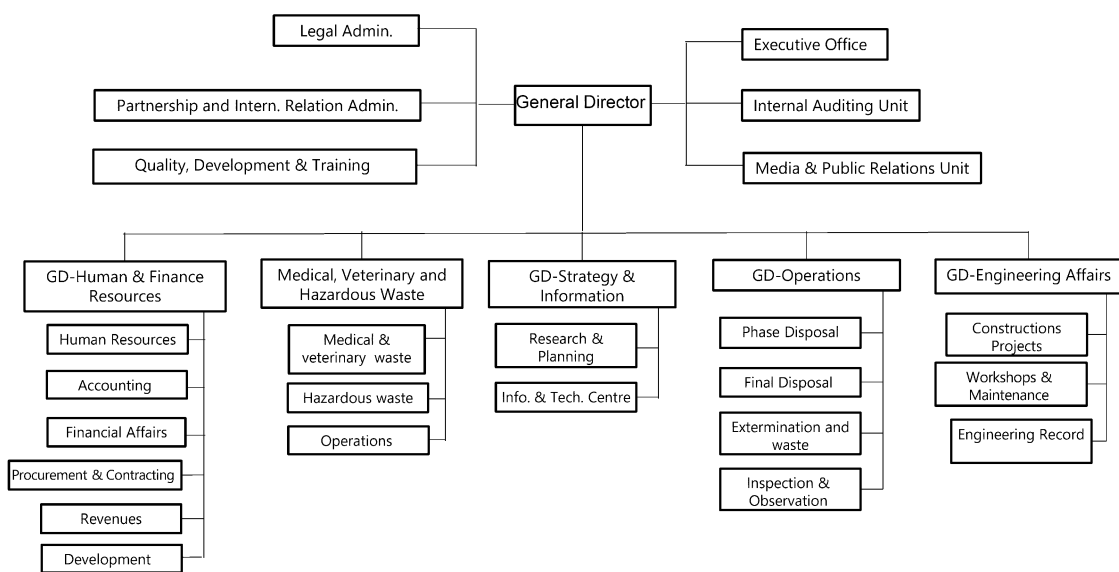 Legal Admin.
Executive Office
General Director
Partnership and Intern. Relation Admin.
Internal Auditing Unit
Quality, Development & Training
Media & Public Relations Unit
GD-Human & Finance
Resources
Human Resources
Accounting
Financial Affairs
Procurement & Contracting
Revenues
Development
Medical, Veterinary and
Hazardous Waste
Medical &
veterinary waste
Hazardous waste
Operations
GD-Strategy &
Information
Research &
Planning
Info. & Tech. Centre
GD-Operations
Phase Disposal
Final Disposal
Extermination and
waste
Inspection &
Observation
GD-Engineering Affairs
Constructions
Projects
Workshops &
Maintenance
Engineering Record